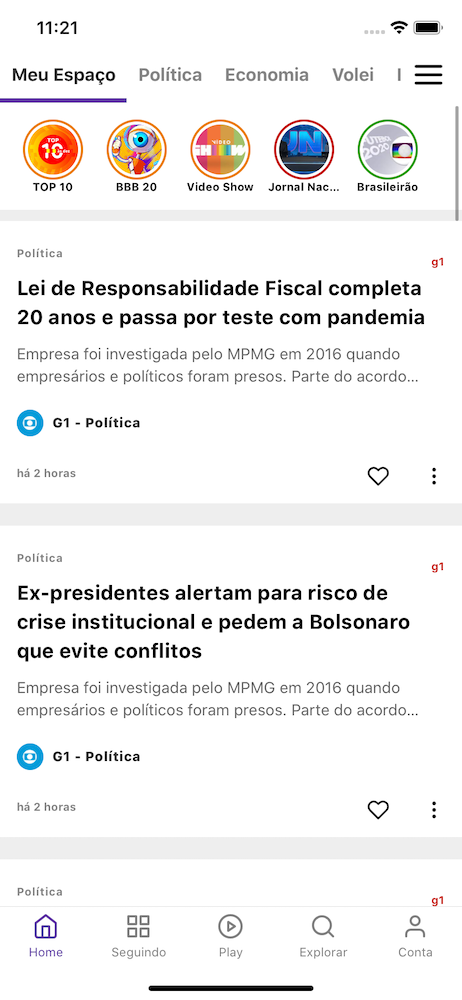 11:21
Meu Espaço Política Economia Volei
TOP 10
BBB 20
Video Show
Jornal Nac...
Brasileirão
Política
g1
Lei de Responsabilidade Fiscal completa
20 anos e passa por teste com pandemia
Empresa foi investigada pelo MPMG em 2016 quando
empresários e políticos foram presos. Parte do acordo...
G1 - Política
há 2 horas
Política
g1
Ex-presidentes alertam para risco de
crise institucional e pedem a Bolsonaro
que evite conflitos
Empresa foi investigada pelo MPMG em 2016 quando
empresários e políticos foram presos. Parte do acordo...
G1 - Política
há 2 horas
Política
g1
Home Seguindo Play Explorar Conta